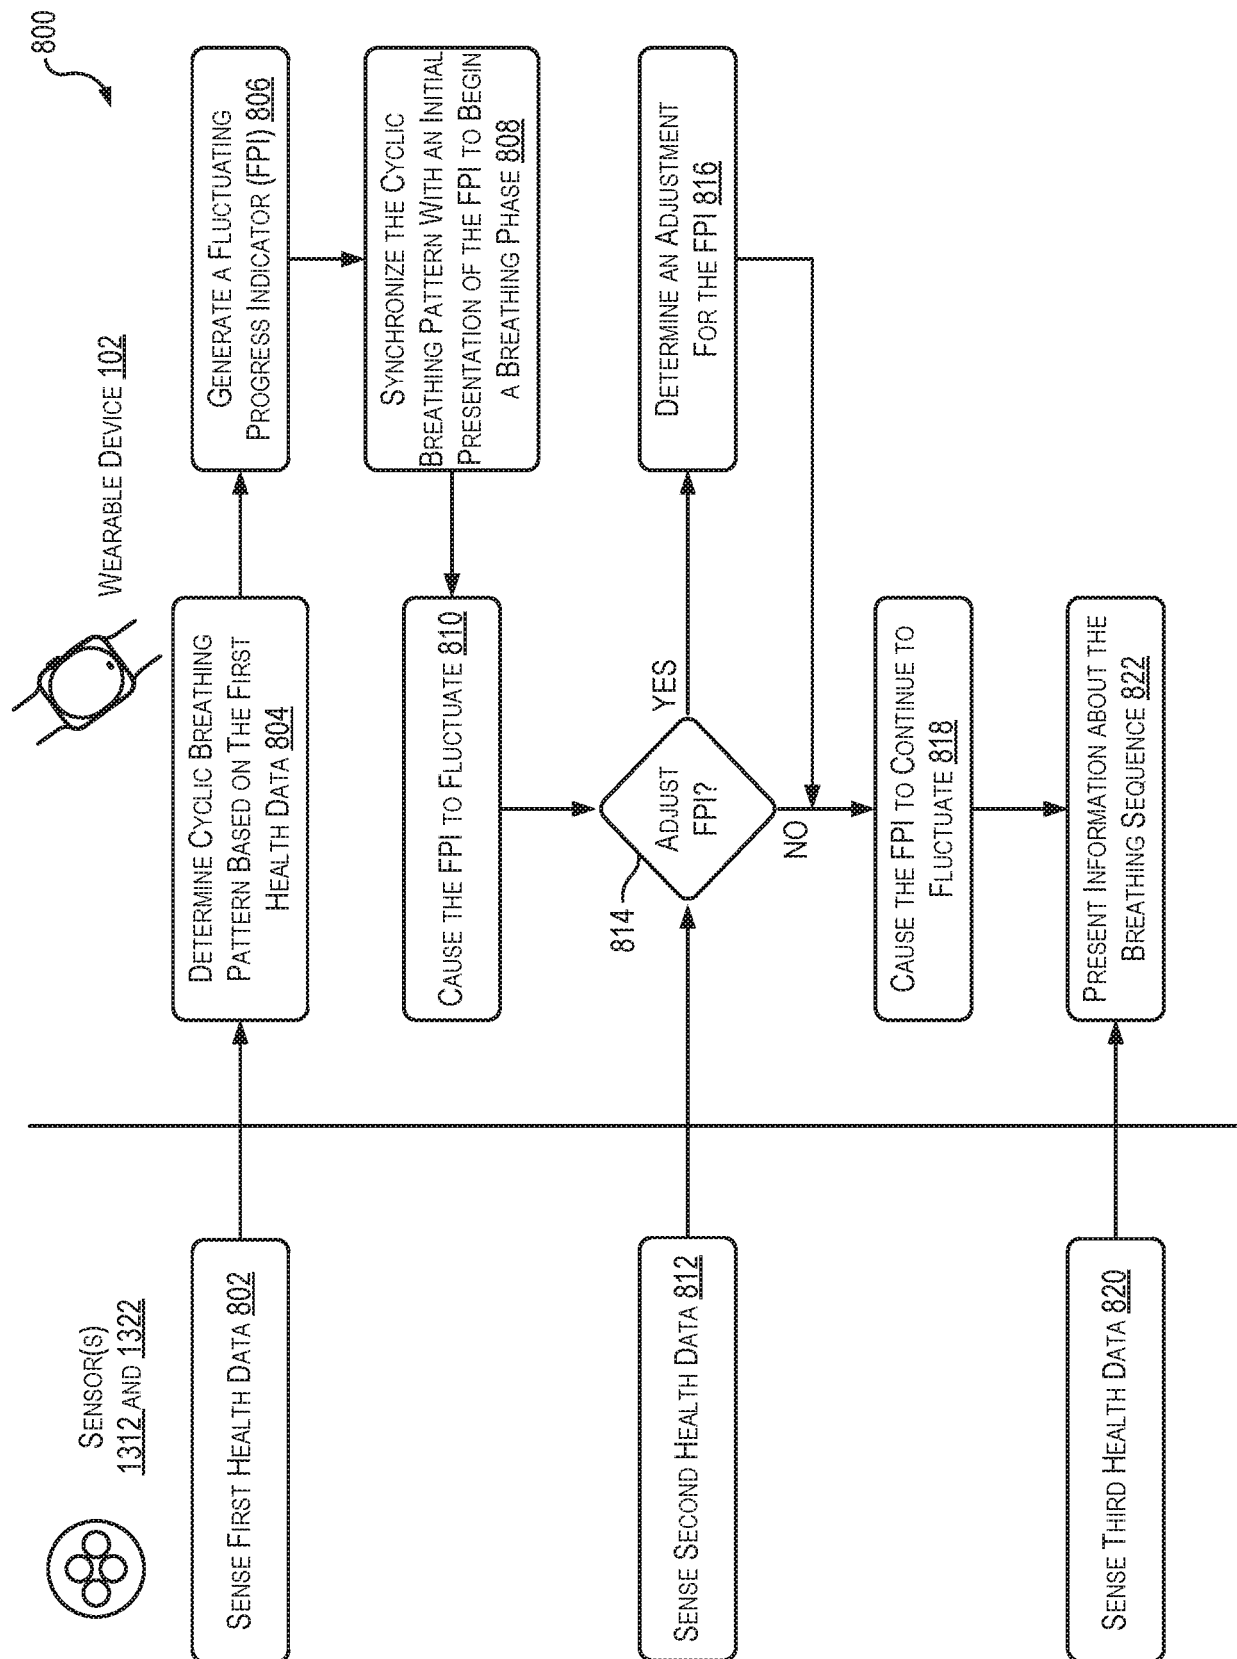 800
SENSOR(S)
1312 AND 1322
WEARABLE DEVICE 102
SENSE FIRST HEALTH DATA 802
DETERMINE CYCLIC BREATHING
PATTERN BASED ON THE FIRST
HEALTH DATA 804
GENERATE A FLUCTUATING
PROGRESS INDICATOR (FPI) 806
SYNCHRONIZE THE CYCLIC
BREATHING PATTERN WITH AN INITIAL
PRESENTATION OF THE FPI TO BEGIN
A BREATHING PHASE 808
CAUSE THE FPI TO FLUCTUATE 810
SENSE SECOND HEALTH DATA 812
814
ADJUST
FPI?
YES
NO
DETERMINE AN ADJUSTMENT
FOR THE FPI 816
CAUSE THE FPI TO CONTINUE TO
FLUCTUATE 818
SENSE THIRD HEALTH DATA 820
PRESENT INFORMATION ABOUT THE
BREATHING SEQUENCE 822